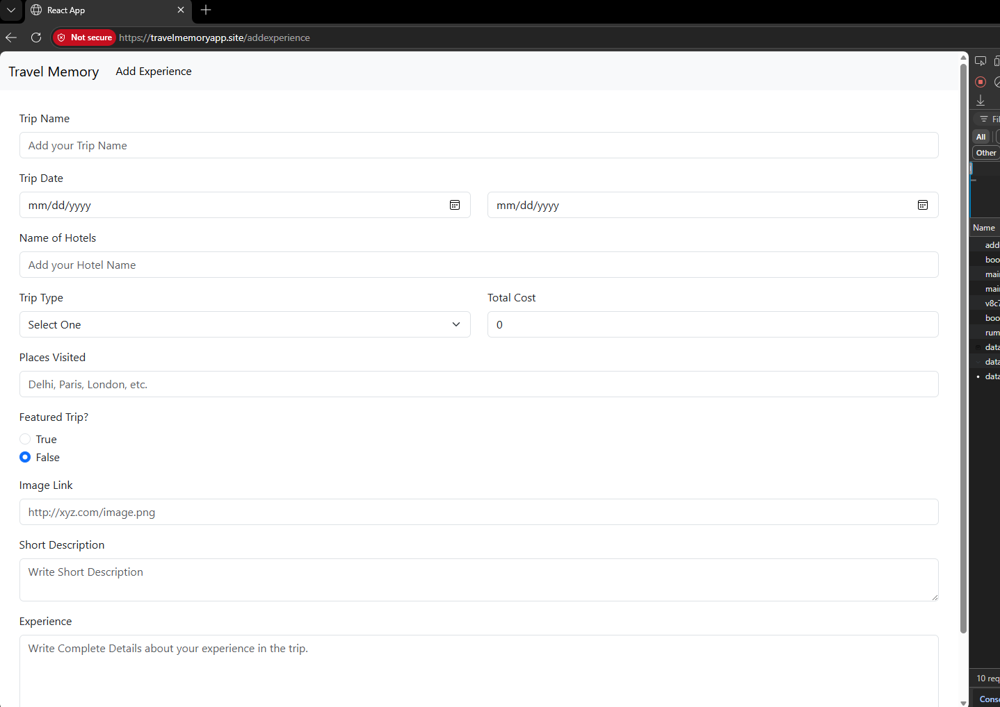 React App
Not secure https://travelmemoryapp.site/addexperience
Travel Memory Add Experience
Trip Name
Add your Trip Name
Trip Date
mm/dd/yyyy mm/dd/yyyy
Name of Hotels
Add your Hotel Name
Trip Type Total Cost
Select One 0
Places Visited
Delhi, Paris, London, etc.
Featured Trip?
True
False
Image Link
http://xyz.com/image.png
Short Description
Write Short Description
Experience
Write Complete Details about your experience in the trip.
Fil
All
Other
Name
add
boo
mai
mai
v8c7
boo
rum
data
data
data
10 req
Conso